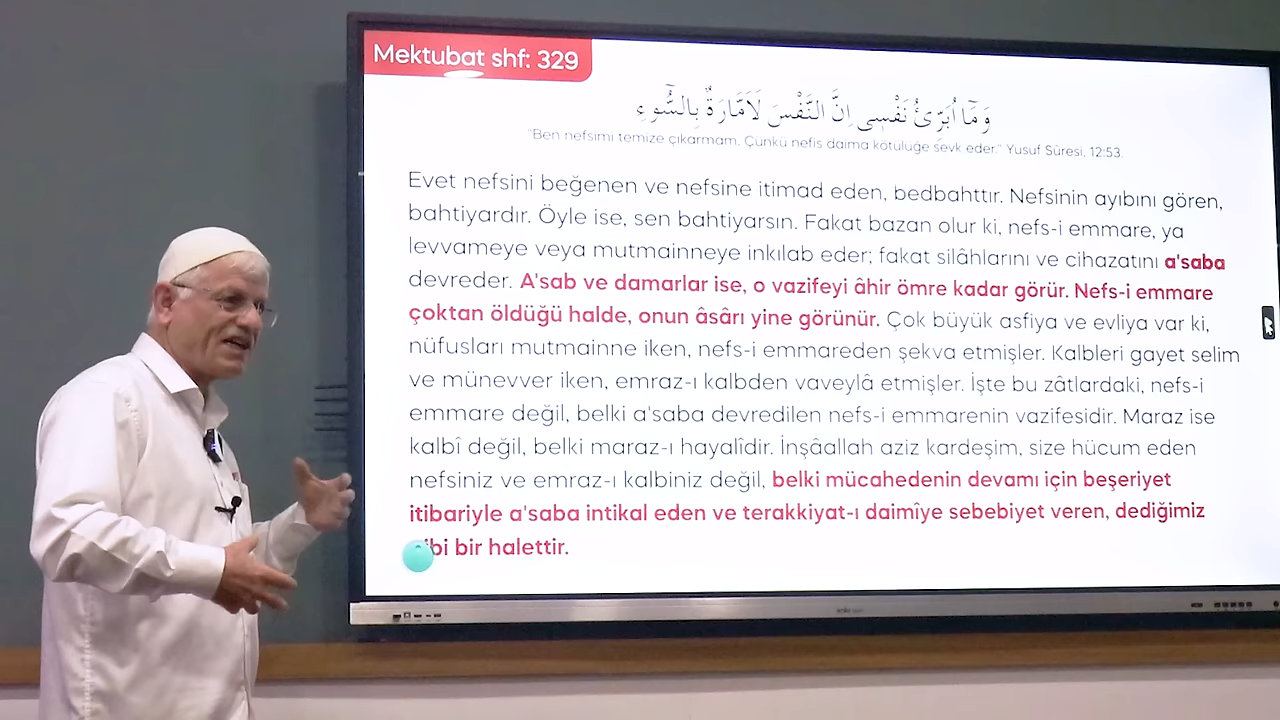 Mektubat shf: 329
وَمَٓا اُبَرِّئُ نَفْسٖى اِنَّ النَّفْسَ لَاَمَّارَةٌ بِالسُّٓوءِ
"Ben nefsimi temize çıkarmam. Çünkü nefis daima kötülüğe sevk eder." Yusuf Sûresi, 12:53.
Evet nefsini beğenen ve nefsine itimad eden, bedbahttır. Nefsinin ayıbını gören,
bahtiyardır. Öyle ise, sen bahtiyarsın. Fakat bazan olur ki, nefs-i emmare, ya
levvameye veya mutmainneye inkılab eder; fakat silâhlarını ve cihazatını a'saba
devreder. A'sab ve damarlar ise, o vazifeyi âhir ömre kadar görür. Nefs-i emmare
çoktan öldüğü halde, onun âsârı yine görünür. Çok büyük asfiya ve evliya var ki,
nüfusları mutmainne iken, nefs-i emmareden şekva etmişler. Kalbleri gayet selim
ve münevver iken, emraz-ı kalbden vaveylâ etmişler. İşte bu zâtlardaki, nefs-i
emmare değil, belki a'saba devredilen nefs-i emmarenin vazifesidir. Maraz ise
kalbî değil, belki maraz-ı hayalîdir. İnşâallah aziz kardeşim, size hücum eden
nefsiniz ve emraz-ı kalbiniz değil, belki mücahedenin devamı için beşeriyet
itibariyle a'saba intikal eden ve terakkiyat-ı daimîye sebebiyet veren, dediğimiz
bi bir halettir.